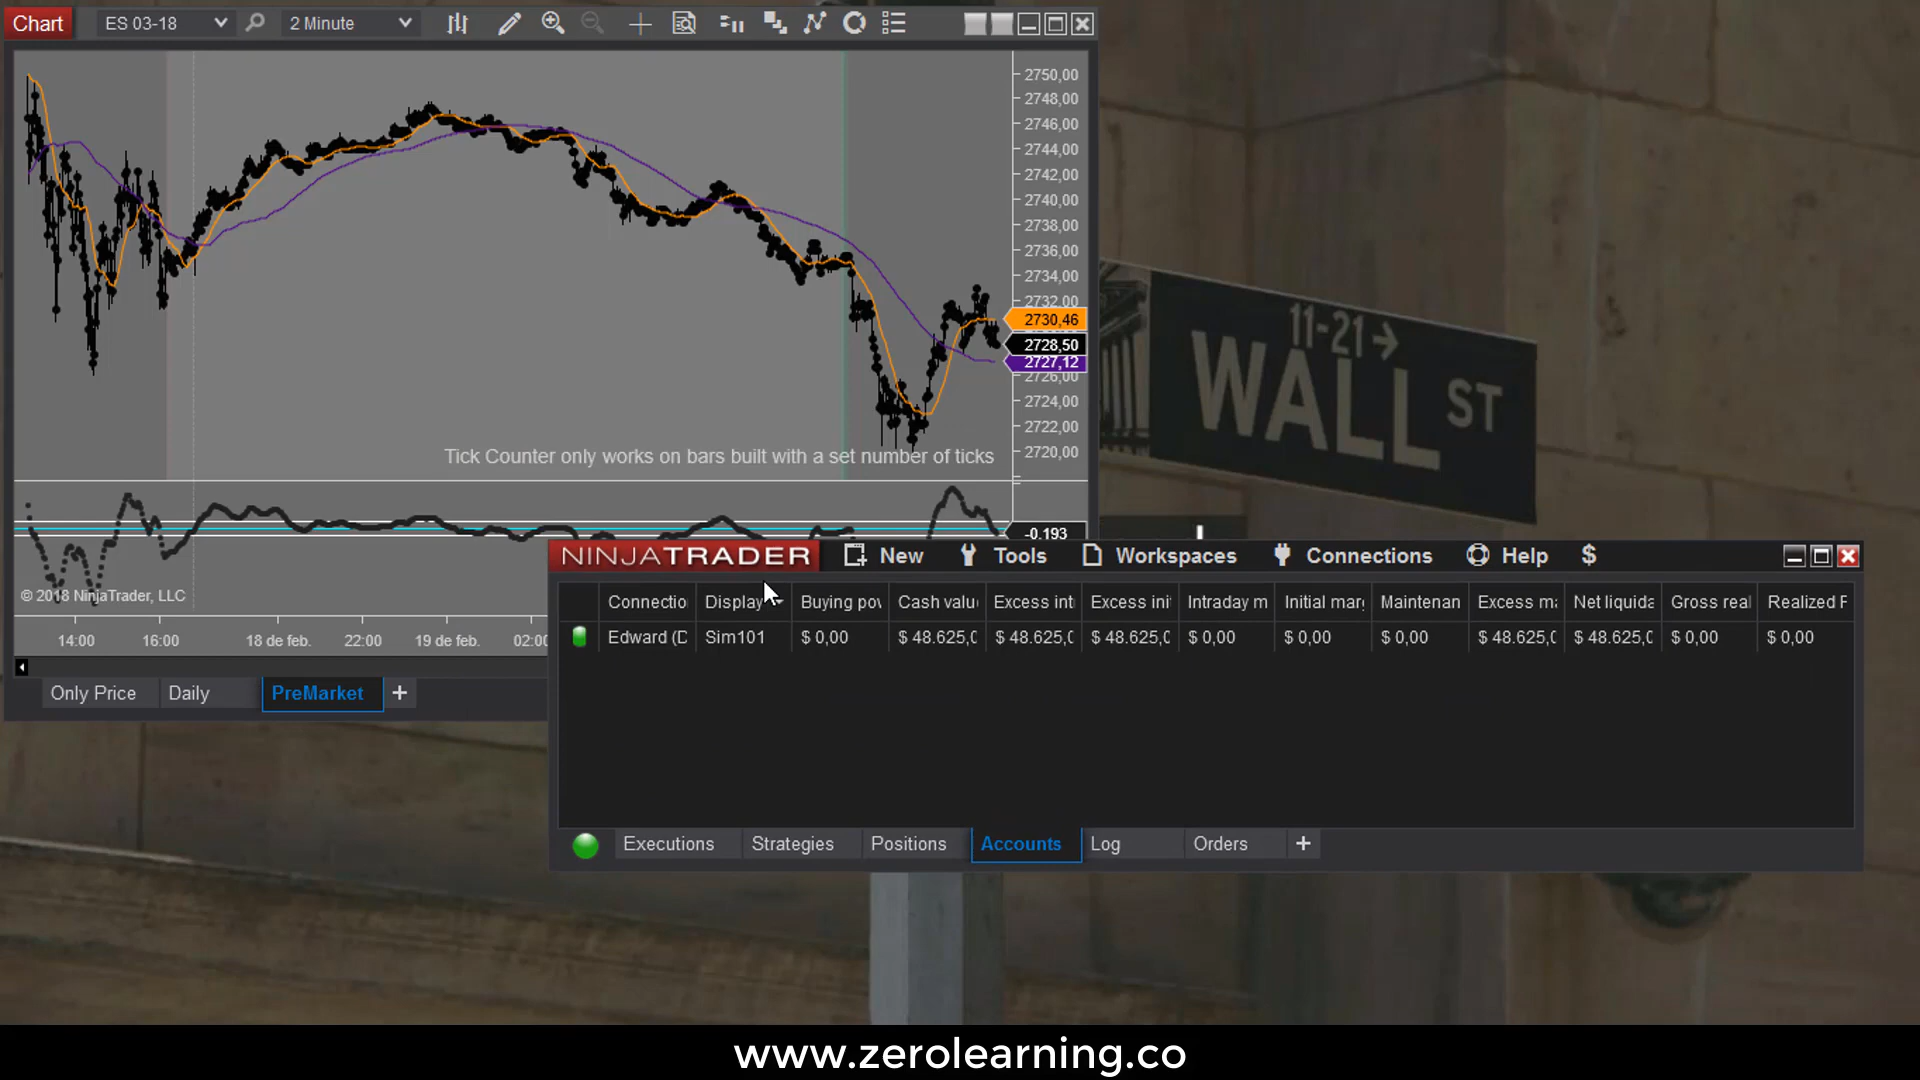 Chart
ES 03-18
2 Minute
2750,00
2748,00
2746,00
2744,00
2742,00
2740,00
2738,00
2736,00
2734,00
2732,00
2730,46
2728,50
2727,12
2726,00
2724,00
2722,00
2720,00
Tick Counter only works on bars built with a set number of ticks
-0,193
© 2018 NinjaTrader, LLC
14:00 16:00 18 de feb. 22:00 19 de feb. 02:00
Only Price Daily PreMarket +
11-21
WALL ST
NINJATRADER New Tools Workspaces Connections Help $
Connectio Display Buying pov Cash valu Excess int Excess ini Intraday m Initial mar Maintenan Excess ma Net liquida Gross real Realized P
Edward (D Sim101 $ 0,00 $ 48.625,0 $ 48.625,0 $ 48.625,0 $ 0,00 $ 0,00 $ 0,00 $ 48.625,0 $ 48.625,0 $ 0,00 $ 0,00
Executions Strategies Positions Accounts Log Orders +
www.zerolearning.co